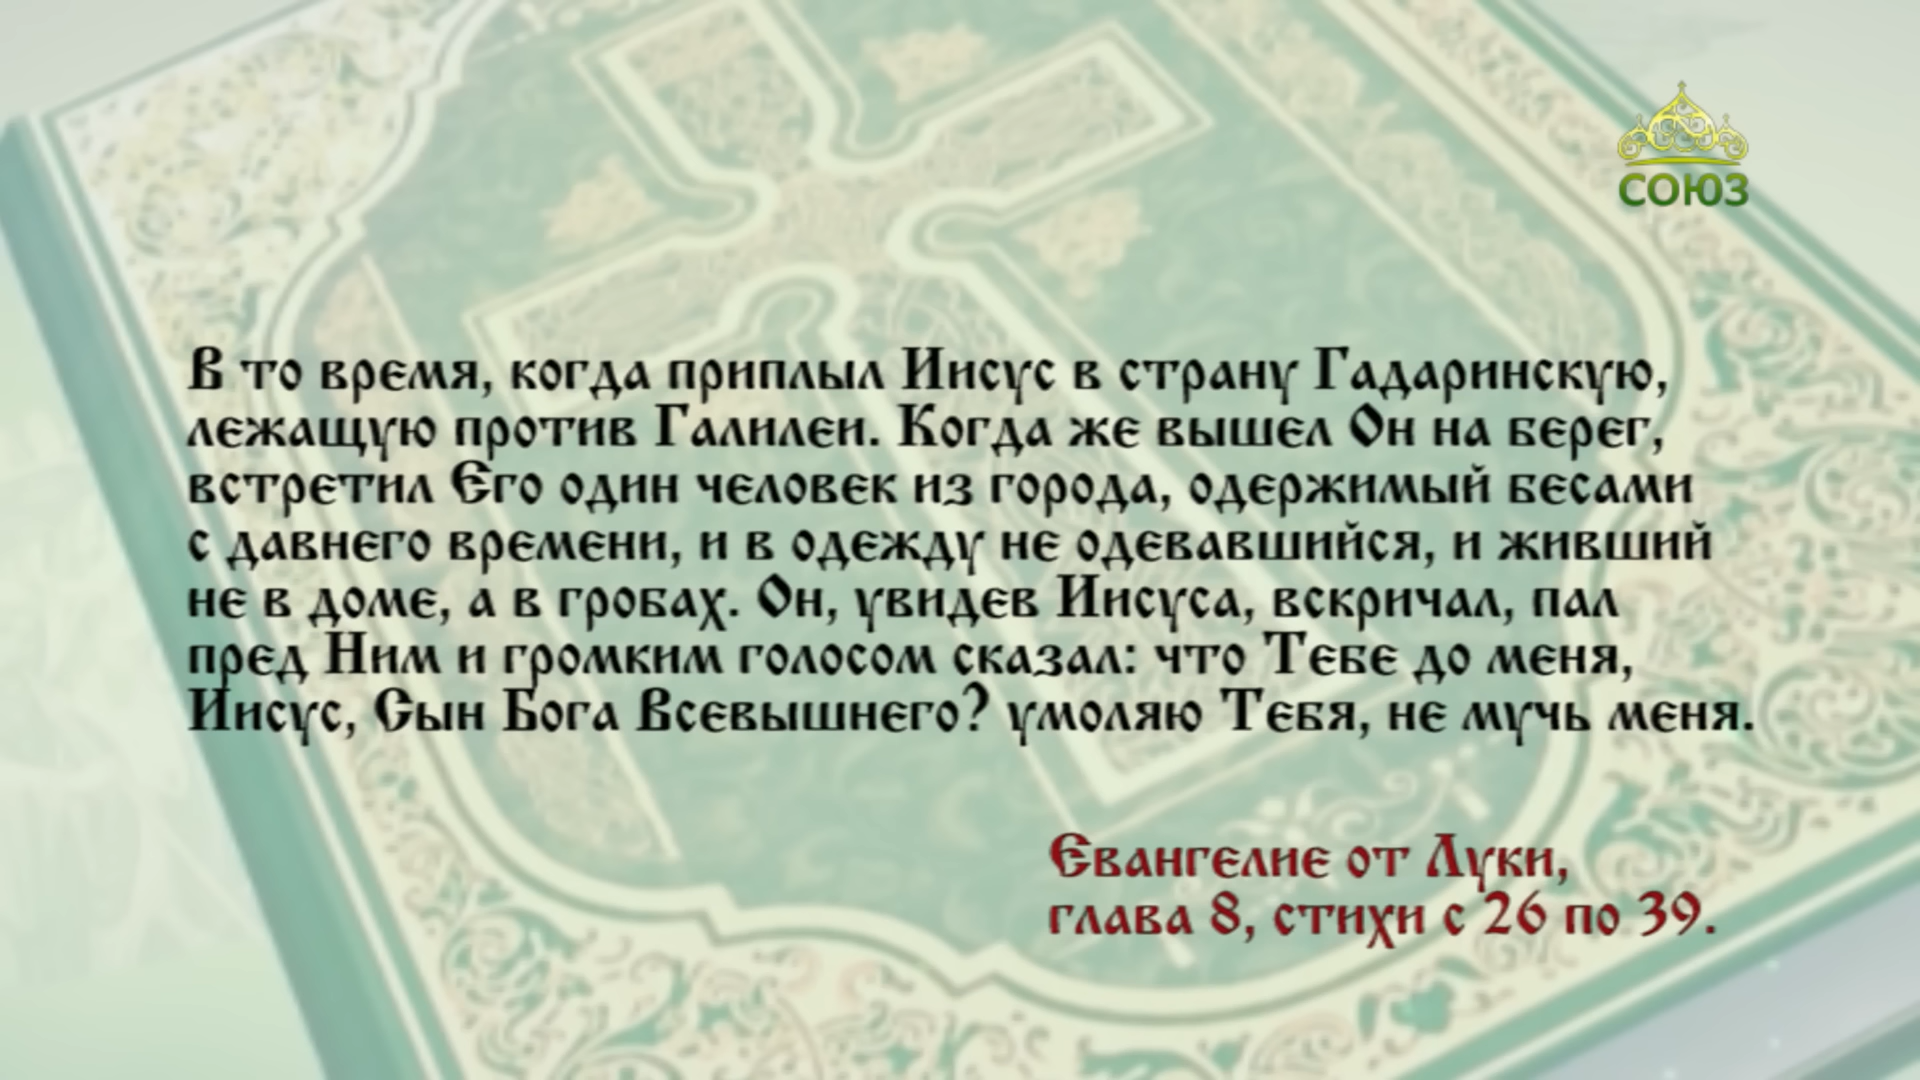 СОЮЗ
В то время, когда приплыл Иисус в страну Гадаринскую,
лежащую против Галилеи. Когда же вышел Он на берег,
встретил Его один человек из города, одержимый бесами
с давнего времени, и в одежду не одевавшийся, и живший
не в доме, а в гробах. Он, увидев Иисуса, вскричал, пал
пред Ним и громким голосом сказал: что Тебе до меня,
Иисус, Сын Бога Всевышнего? умоляю Тебя, не мучь меня.
Евангелие от Луки,
глава 8, стихи с 26 по 39.